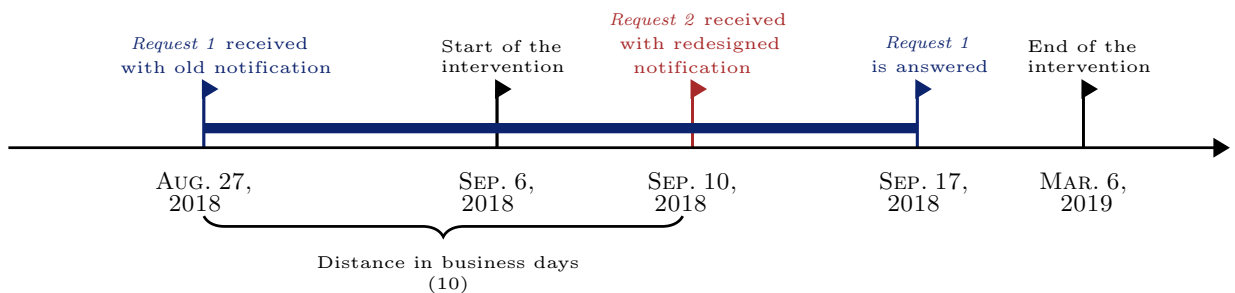 Request 1 received
with old notification
Start of the
intervention
Request 2 received
with redesigned
notification
Request 1
is answered
End of the
intervention
Aug. 27,
2018
Sep. 6,
2018
Sep. 10,
2018
Sep. 17,
2018
Mar. 6,
2019
Distance in business days
(10)